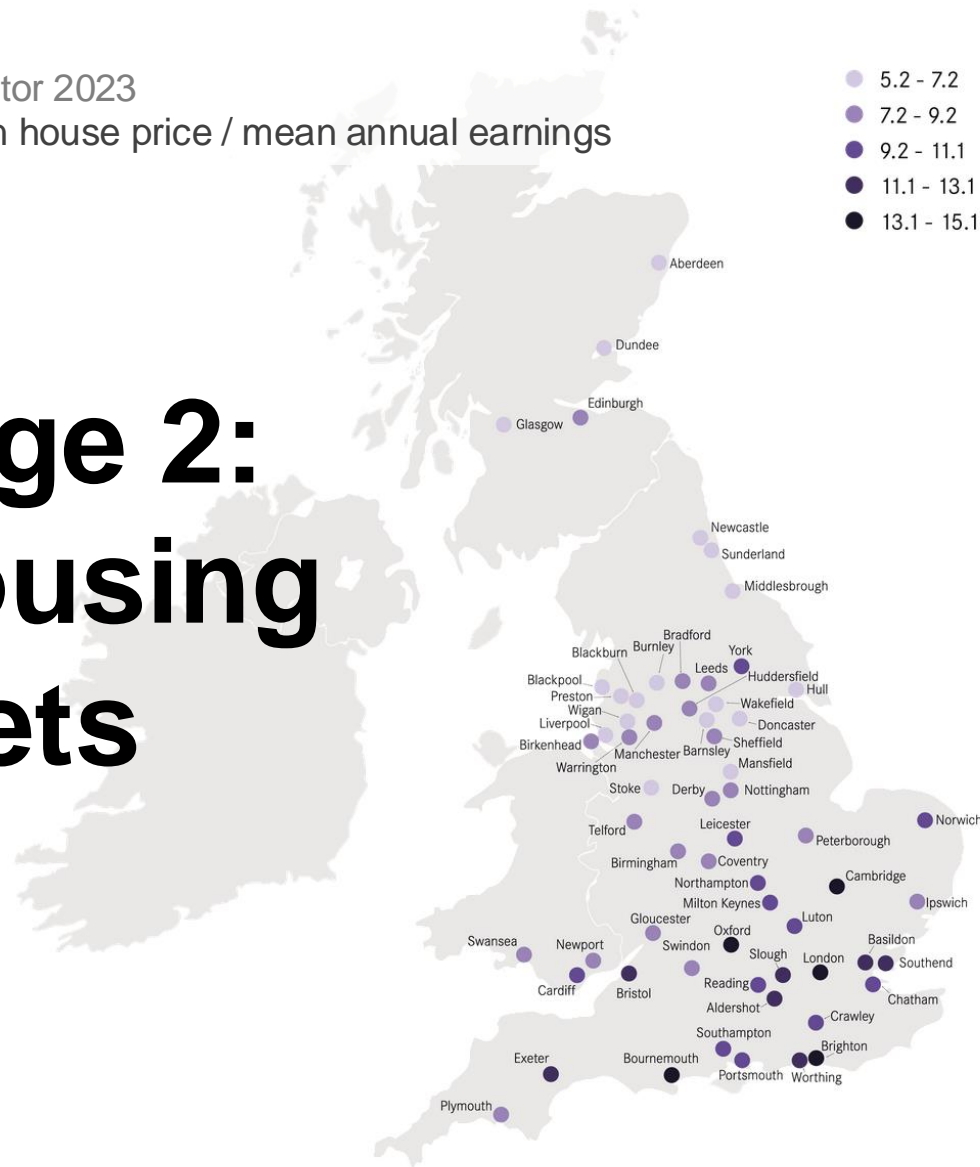 tor 2023
n house price / mean annual earnings
5.2 - 7.2
7.2 - 9.2
9.2 - 11.1
11.1 - 13.1
13.1 - 15.1
ge 2:
ousing
ets
Aberdeen
Dundee
Edinburgh
Glasgow
Newcastle
Sunderland
Middlesbrough
Bradford
Burnley
Blackburn
York
Leeds
Huddersfield
Blackpool
Hull
Preston
Wakefield
Wigan
Liverpool
Doncaster
Birkenhead
Sheffield
Barnsley
Manchester
Warrington
Mansfield
Stoke
Derby
Nottingham
Leicester
Telford
Peterborough
Norwich
Birmingham
Coventry
Northampton
Cambridge
Milton Keynes
Ipswich
Gloucester
Luton
Oxford
Swansea
Newport
Swindon
Basildon
Slough
London
Southend
Reading
Cardiff
Bristol
Chatham
Aldershot
Crawley
Southampton
Brighton
Exeter
Bournemouth
Portsmouth
Worthing
Plymouth